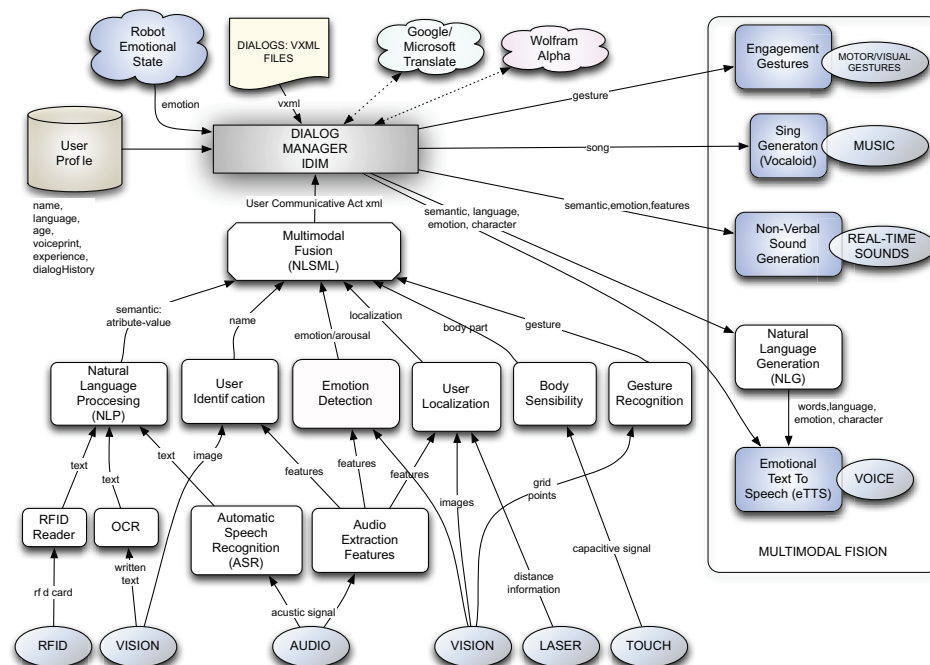 Robot
Emotional
State
DIALOGS: VXML
FILES
Google/
Microsoft
Translate
Wolfram
Alpha
Engagement
Gestures
MOTOR/VISUAL
GESTURES
emotion
vxml
gesture
User
Prof le
DIALOG
MANAGER
IDIM
song
Sing
Generaton
(Vocaloid)
MUSIC
name,
language,
age,
voiceprint,
experience,
dialogHistory
User Communicative Act xml
semantic, language,
emotion, character
semantic,emotion,features
Multimodal
Fusion
(NLSML)
Non-Verbal
Sound
Generation
REAL-TIME
SOUNDS
semantic:
atribute-value
name
emotion/arousal
localization
body part
gesture
Natural
Language
Proccesing
(NLP)
User
Identif cation
Emotion
Detection
User
Localization
Body
Sensibility
Gesture
Recognition
Natural
Language
Generation
(NLG)
words,language,
emotion, character
text
text
text
image
features
features
features
images
grid
points
Emotional
Text To
Speech (eTTS)
VOICE
RFID
Reader
OCR
Automatic
Speech
Recognition
(ASR)
Audio
Extraction
Features
capacitive signal
MULTIMODAL FISION
rf d card
written
text
acustic signal
distance
information
RFID
VISION
AUDIO
VISION
LASER
TOUCH